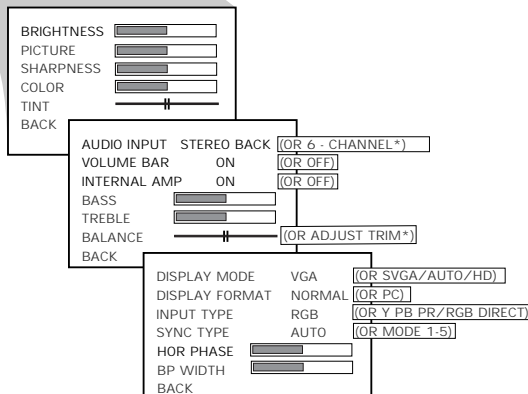 BRIGHTNESS
PICTURE
SHARPNESS
COLOR
TINT
BACK
AUDIO INPUT STEREO BACK (OR 6 - CHANNEL*)
VOLUME BAR ON (OR OFF)
INTERNAL AMP ON (OR OFF)
BASS
TREBLE
BALANCE (OR ADJUST TRIM*)
BACK
DISPLAY MODE VGA (OR SVGA/AUTO/HD)
DISPLAY FORMAT NORMAL (OR PC)
INPUT TYPE RGB (OR Y PB PR/RGB DIRECT)
SYNC TYPE AUTO (OR MODE 1-5)
HOR PHASE
BP WIDTH
BACK